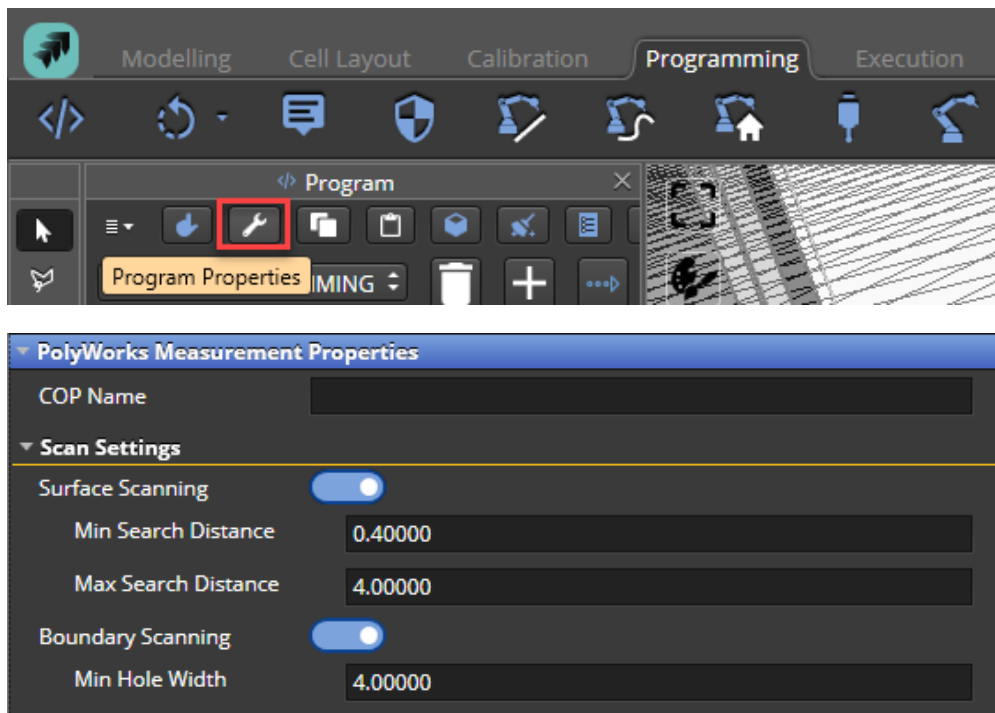 Modelling Cell Layout Calibration Programming Execution
Program
Program Properties
MING
PolyWorks Measurement Properties
COP Name
Scan Settings
Surface Scanning
Min Search Distance 0.40000
Max Search Distance 4.00000
Boundary Scanning
Min Hole Width 4.00000